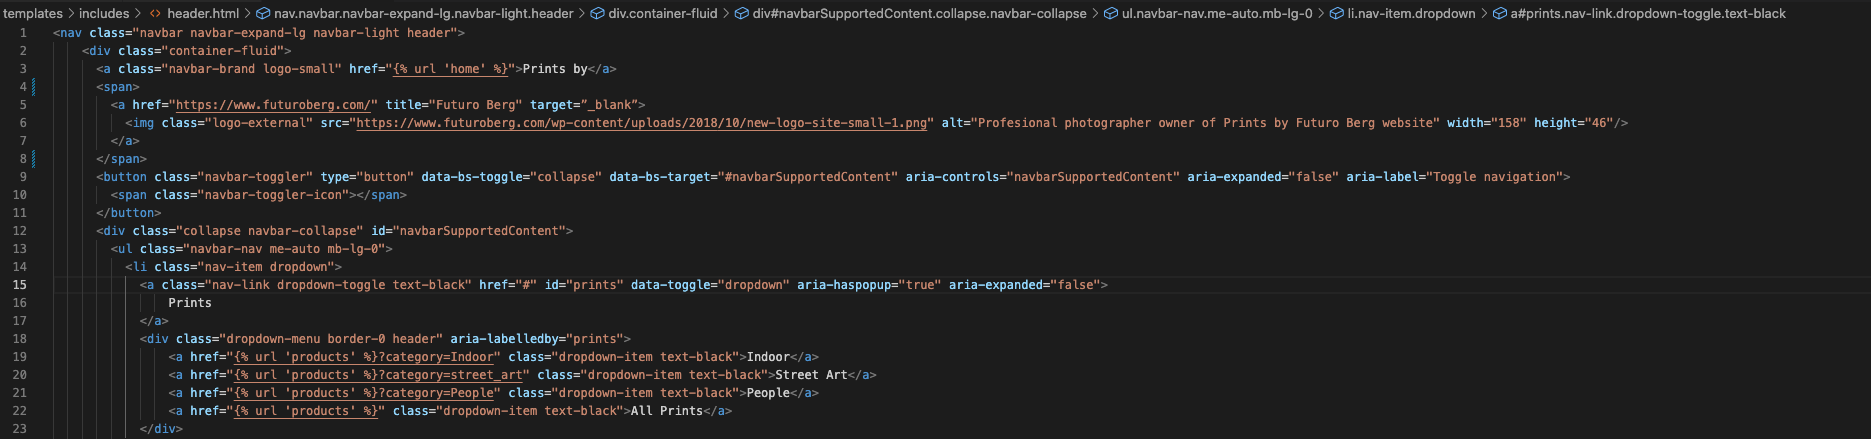 templates > includes > <> header.html > nav.navbar.navbar-expand-lg.navbar-light.header > div.container-fluid > div#navbarSupportedContent.collapse.navbar-collapse > ul.navbar-nav.me-auto.mb-lg-0 > li.nav-item.dropdown > a#prints.nav-link.dropdown-toggle.text-black
1 <nav class="navbar navbar-expand-lg navbar-light header">
2 <div class="container-fluid">
3 <a class="navbar-brand logo-small" href="{% url 'home' %}">Prints by</a>
4 <span>
5 <a href="https://www.futuroberg.com/" title="Futuro Berg" target=”_blank”>
6 <img class="logo-external" src="https://www.futuroberg.com/wp-content/uploads/2018/10/new-logo-site-small-1.png" alt="Profesional photographer owner of Prints by Futuro Berg website" width="158" height="46"/>
7 </a>
8 </span>
9 <button class="navbar-toggler" type="button" data-bs-toggle="collapse" data-bs-target="#navbarSupportedContent" aria-controls="navbarSupportedContent" aria-expanded="false" aria-label="Toggle navigation">
10 <span class="navbar-toggler-icon"></span>
11 </button>
12 <div class="collapse navbar-collapse" id="navbarSupportedContent">
13 <ul class="navbar-nav me-auto mb-lg-0">
14 <li class="nav-item dropdown">
15 <a class="nav-link dropdown-toggle text-black" href="#" id="prints" data-toggle="dropdown" aria-haspopup="true" aria-expanded="false">
16 Prints
17 </a>
18 <div class="dropdown-menu border-0 header" aria-labelledby="prints">
19 <a href="{% url 'products' %}?category=Indoor" class="dropdown-item text-black">Indoor</a>
20 <a href="{% url 'products' %}?category=street_art" class="dropdown-item text-black">Street Art</a>
21 <a href="{% url 'products' %}?category=People" class="dropdown-item text-black">People</a>
22 <a href="{% url 'products' %}" class="dropdown-item text-black">All Prints</a>
23 </div>